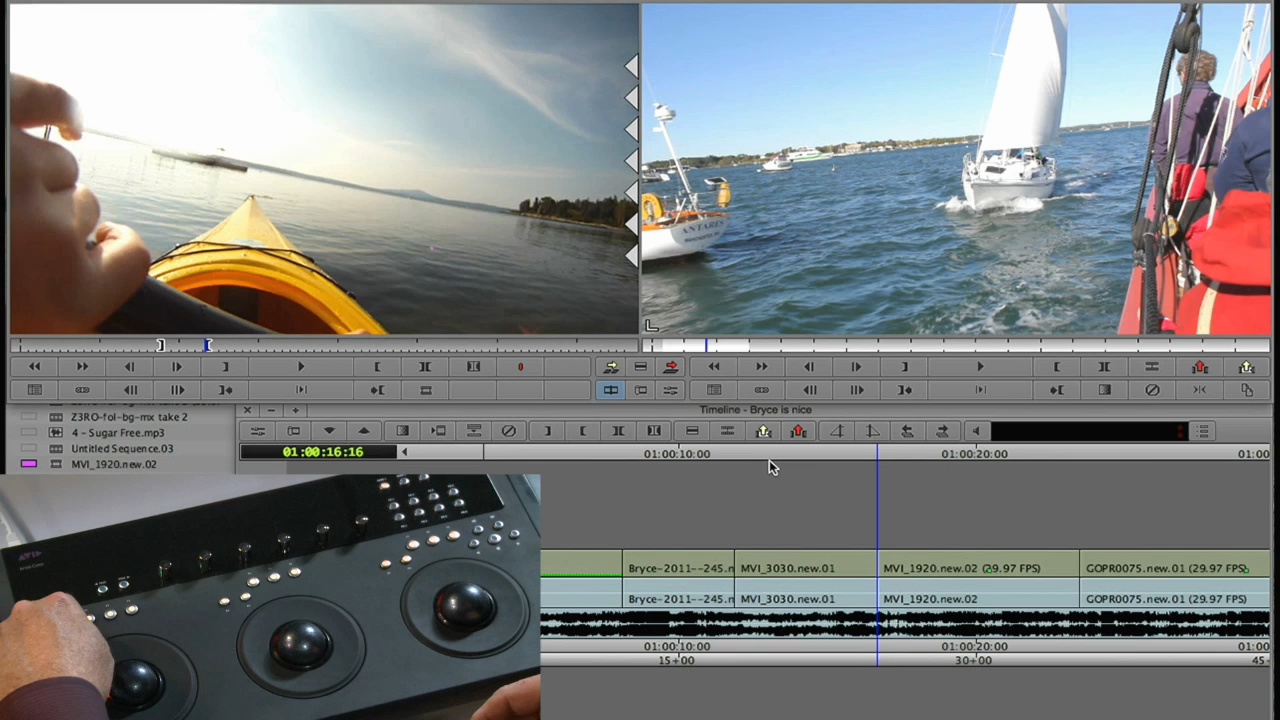 ANTARES
Timeline - Bryce is nice
Z3RO-fol-bg-mx take 2
4 - Sugar Free.mp3
Untitled Sequence.03
MVI_1920.new.02
01:00:16:16
01:00:10:00
01:00:20:00
01:00
Bryce-2011--245.n
MVI_3030.new.01
MVI_1920.new.02 (29.97 FPS)
GOPR0075.new.01 (29.97 FPS)
Bryce-2011--245.n
MVI_3030.new.01
MVI_1920.new.02
GOPR0075.new.01 (29.97 FPS)
01:00:10:00
01:00:20:00
01:00
15+00
30+00
45+
AVID